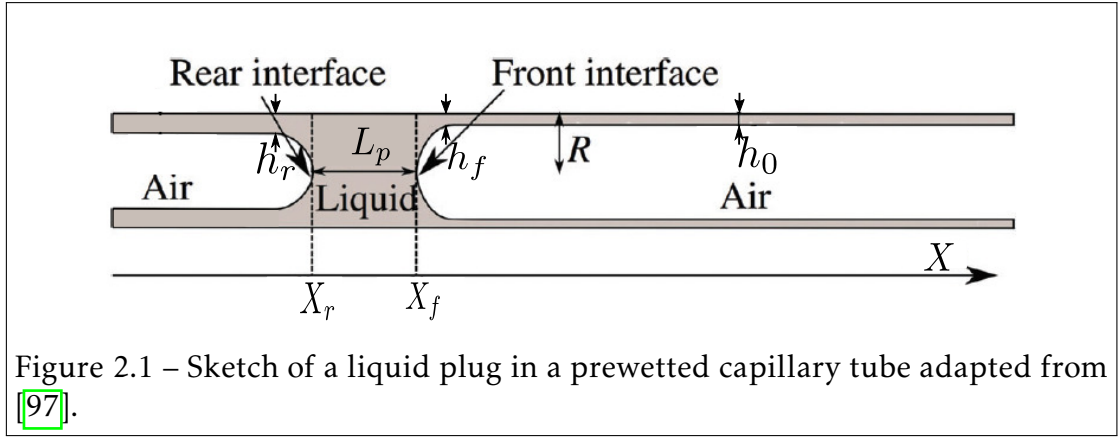 Rear interface Front interface
h_r L_p h_f R h_0
Air Liquid Air
X
X_r X_f
Figure 2.1 – Sketch of a liquid plug in a prewetted capillary tube adapted from
[97].